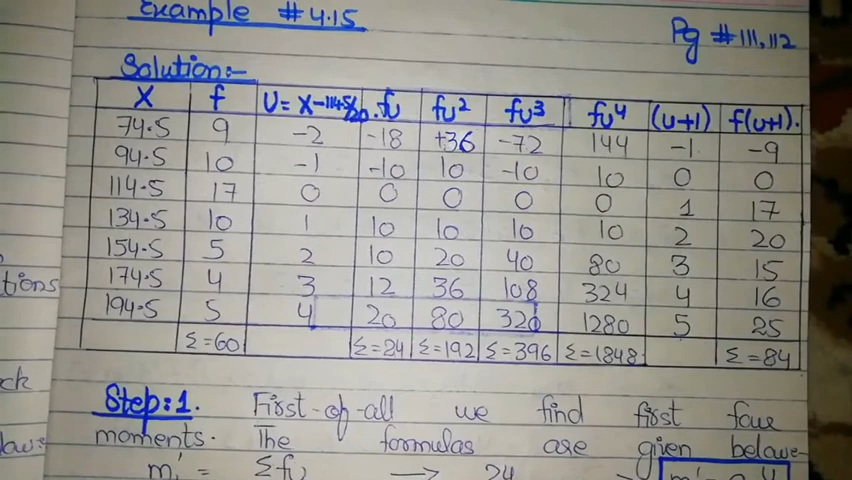 Example #4.15
Pg #111,112
Solution:-
X f U= X-114.5/20 fu fu² fu³ fu⁴ (u+1) f(u+1).
74.5 9 -2 -18 +36 -72 144 -1 -9
94.5 10 -1 -10 10 -10 10 0 0
114.5 17 0 0 0 0 0 1 17
134.5 10 1 10 10 10 10 2 20
154.5 5 2 10 20 40 80 3 15
174.5 4 3 12 36 108 324 4 16
194.5 5 4 20 80 320 1280 5 25
Σ=60 Σ=24 Σ=192 Σ=396 Σ=1848 Σ=84
tions
ck
Step:1. First-of-all we find first four
moments. The formulas are given below-
m₁' = Σfu → 24